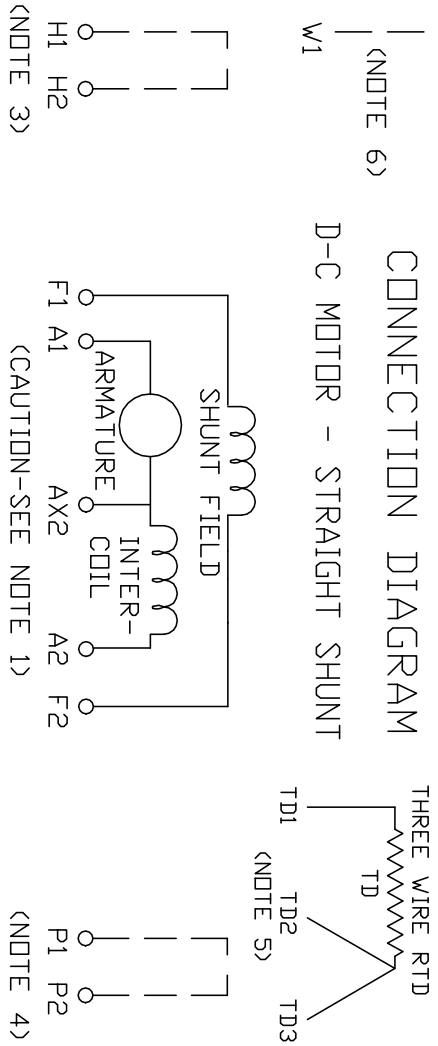 CONNECTION DIAGRAM
D-C MOTOR - STRAIGHT SHUNT
W1
(NOTE 6)
H1 H2
(NOTE 3)
SHUNT FIELD
ARMATURE
INTER-
COIL
F1 A1 AX2 A2 F2
(CAUTION-SEE NOTE 1)
THREE WIRE RTD
TD
TD1 TD2 TD3
(NOTE 5)
P1 P2
(NOTE 4)